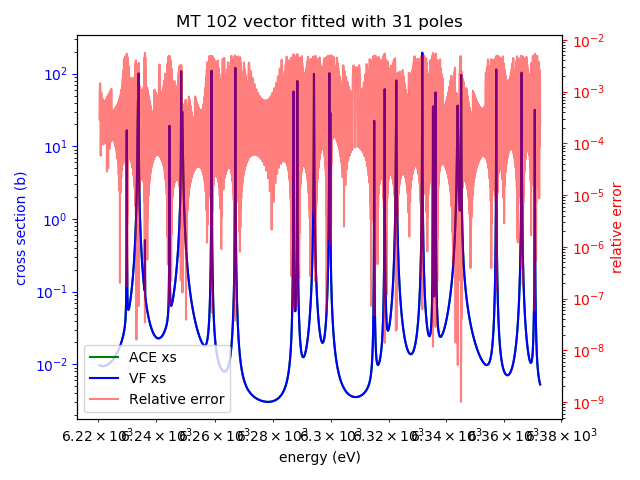 MT 102 vector fitted with 31 poles
cross section (b)
10²
10¹
10⁰
10⁻¹
10⁻²
relative error
10⁻²
10⁻³
10⁻⁴
10⁻⁵
10⁻⁶
10⁻⁷
10⁻⁸
10⁻⁹
ACE xs
VF xs
Relative error
6.22 × 10³ 6.24 × 10³ 6.26 × 10³ 6.28 × 10³ 6.3 × 10³ 6.32 × 10³ 6.34 × 10³ 6.36 × 10³ 6.38 × 10³
energy (eV)